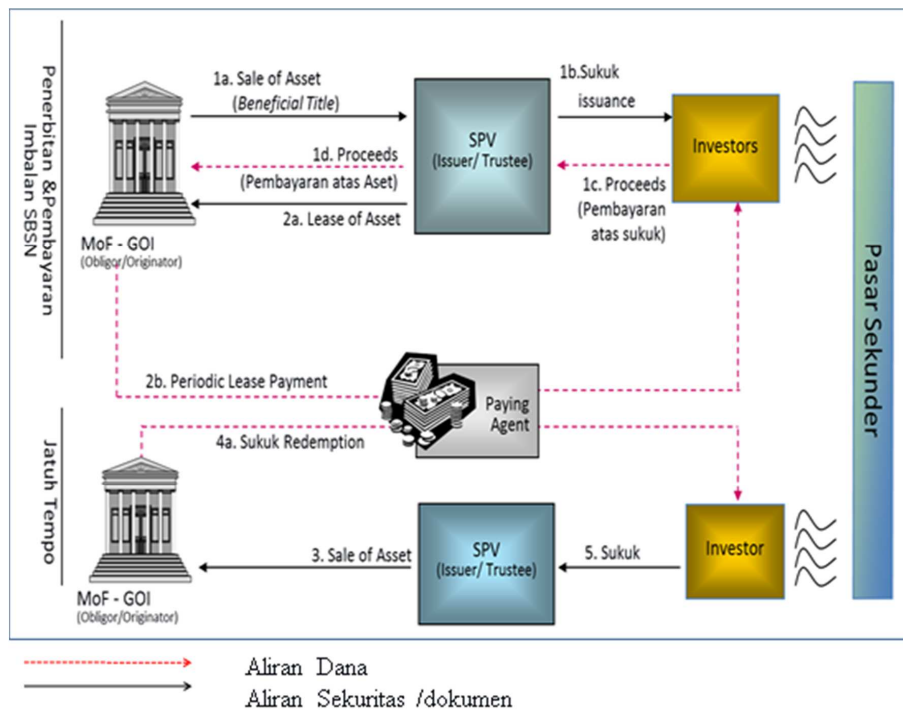 Penerbitan &Pembayaran
Imbalan SBSN
1a. Sale of Asset
(Beneficial Title)
1b.Sukuk
issuance
SPV
(Issuer/ Trustee)
Investors
1d. Proceeds
(Pembayaran atas Aset)
1c. Proceeds
(Pembayaran
atas sukuk)
2a. Lease of Asset
MoF - GOI
(Obligor/Originator)
Pasar Sekunder
2b. Periodic Lease Payment
Paying
Agent
Jatuh Tempo
4a. Sukuk Redemption
3. Sale of Asset
SPV
(Issuer/ Trustee)
5. Sukuk
Investor
MoF - GOI
(Obligor/Originator)
Aliran Dana
Aliran Sekuritas /dokumen